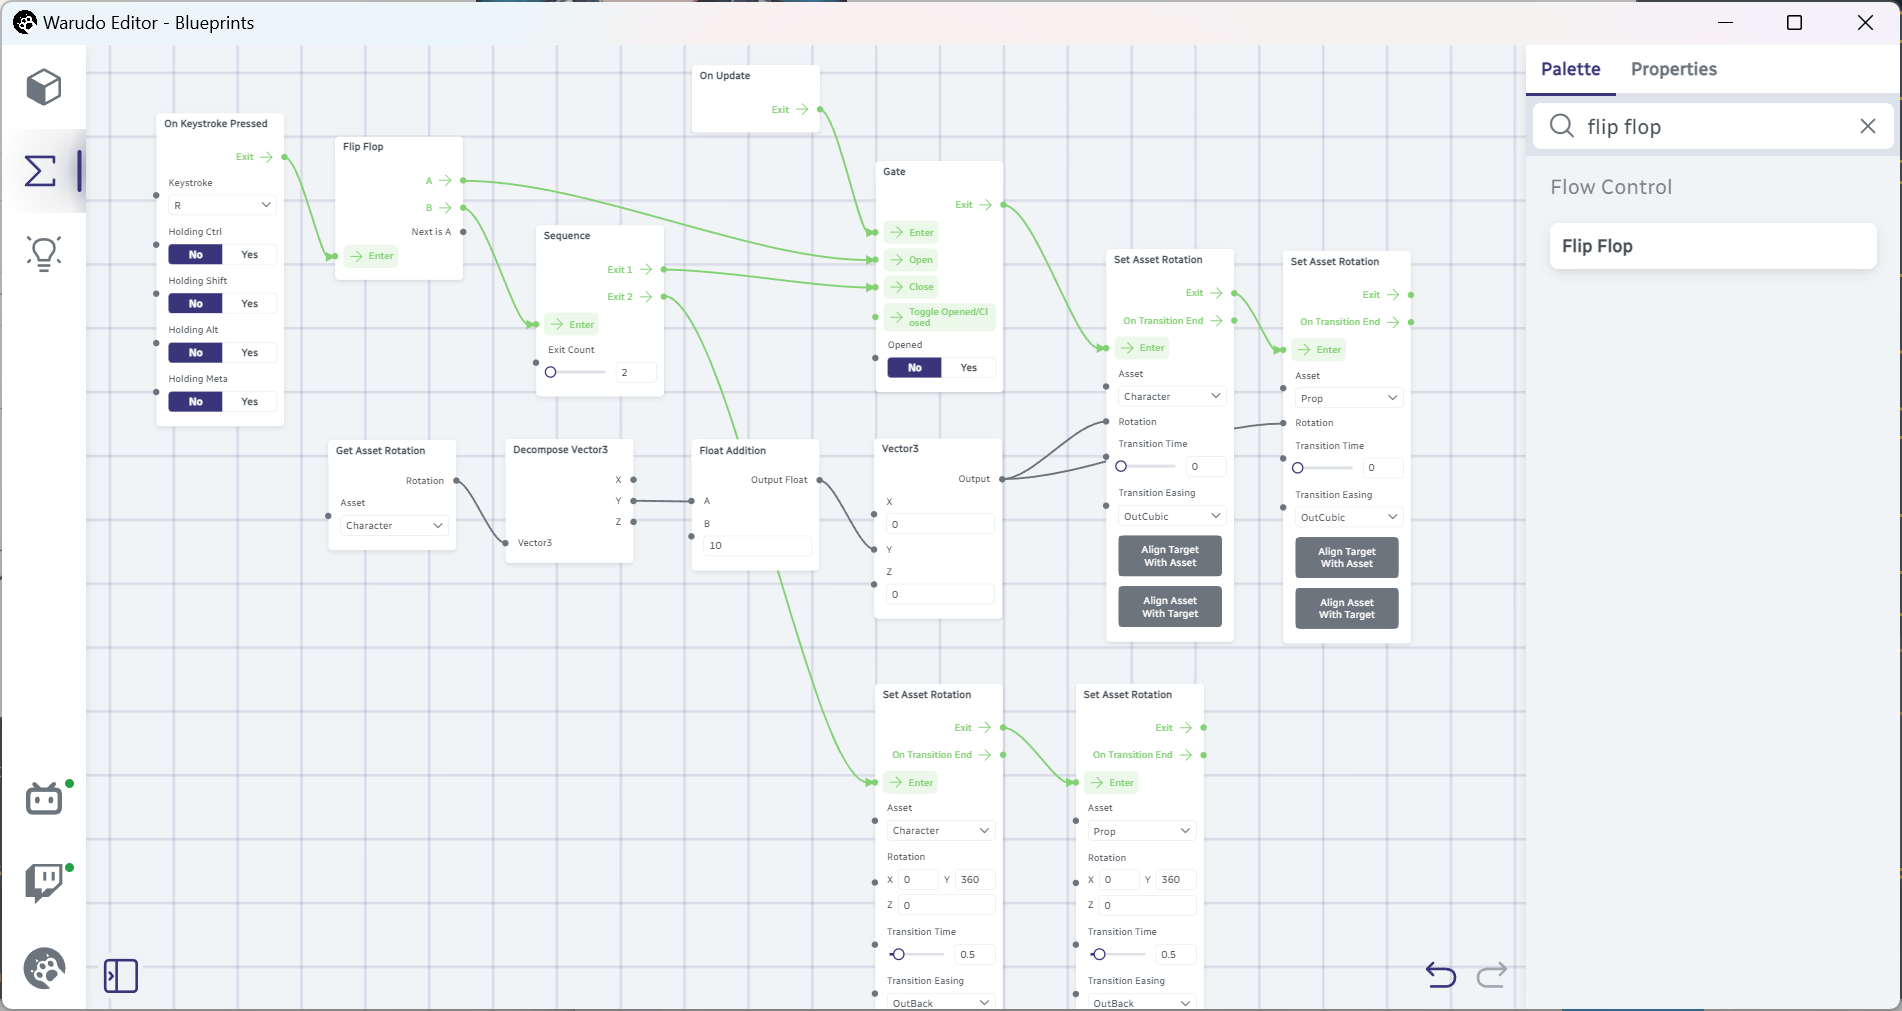 Warudo Editor - Blueprints
On Keystroke Pressed
Exit
Keystroke
R
Holding Ctrl
No Yes
Holding Shift
No Yes
Holding Alt
No Yes
Holding Meta
No Yes
Flip Flop
A
B
Next is A
Enter
Sequence
Exit 1
Exit 2
Enter
Exit Count
2
On Update
Exit
Gate
Exit
Enter
Open
Close
Toggle Opened/Cl
osed
Opened
No Yes
Get Asset Rotation
Rotation
Asset
Character
Decompose Vector3
X
Y
Z
Vector3
Float Addition
Output Float
A
B
10
Vector3
Output
X
0
Y
Z
0
Set Asset Rotation
Exit
On Transition End
Enter
Asset
Character
Rotation
Transition Time
0
Transition Easing
OutCubic
Align Target
With Asset
Align Asset
With Target
Set Asset Rotation
Exit
On Transition End
Enter
Asset
Prop
Rotation
Transition Time
0
Transition Easing
OutCubic
Align Target
With Asset
Align Asset
With Target
Set Asset Rotation
Exit
On Transition End
Enter
Asset
Character
Rotation
X 0 Y 360
Z 0
Transition Time
0.5
Transition Easing
OutBack
Set Asset Rotation
Exit
On Transition End
Enter
Asset
Prop
Rotation
X 0 Y 360
Z 0
Transition Time
0.5
Transition Easing
OutBack
Palette Properties
flip flop
Flow Control
Flip Flop